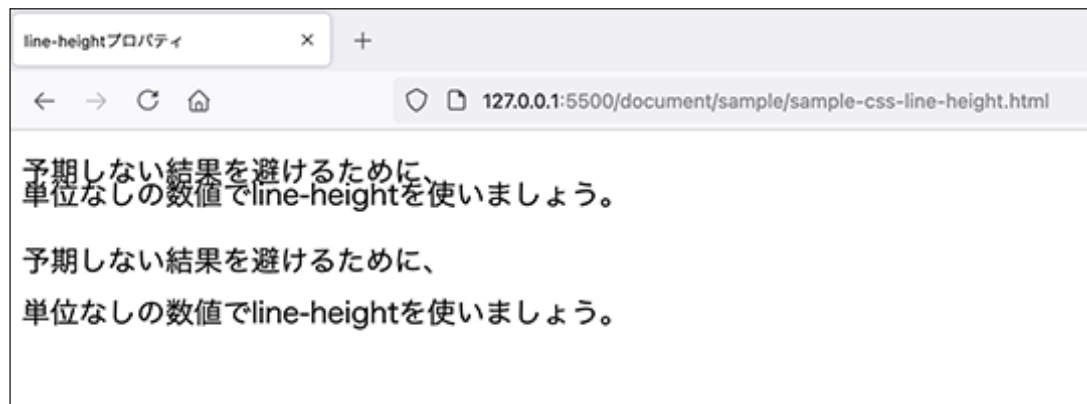 line-heightプロパティ
127.0.0.1:5500/document/sample/sample-css-line-height.html
予期しない結果を避けるために、
単位なしの数値でline-heightを使いましょう。
予期しない結果を避けるために、
単位なしの数値でline-heightを使いましょう。